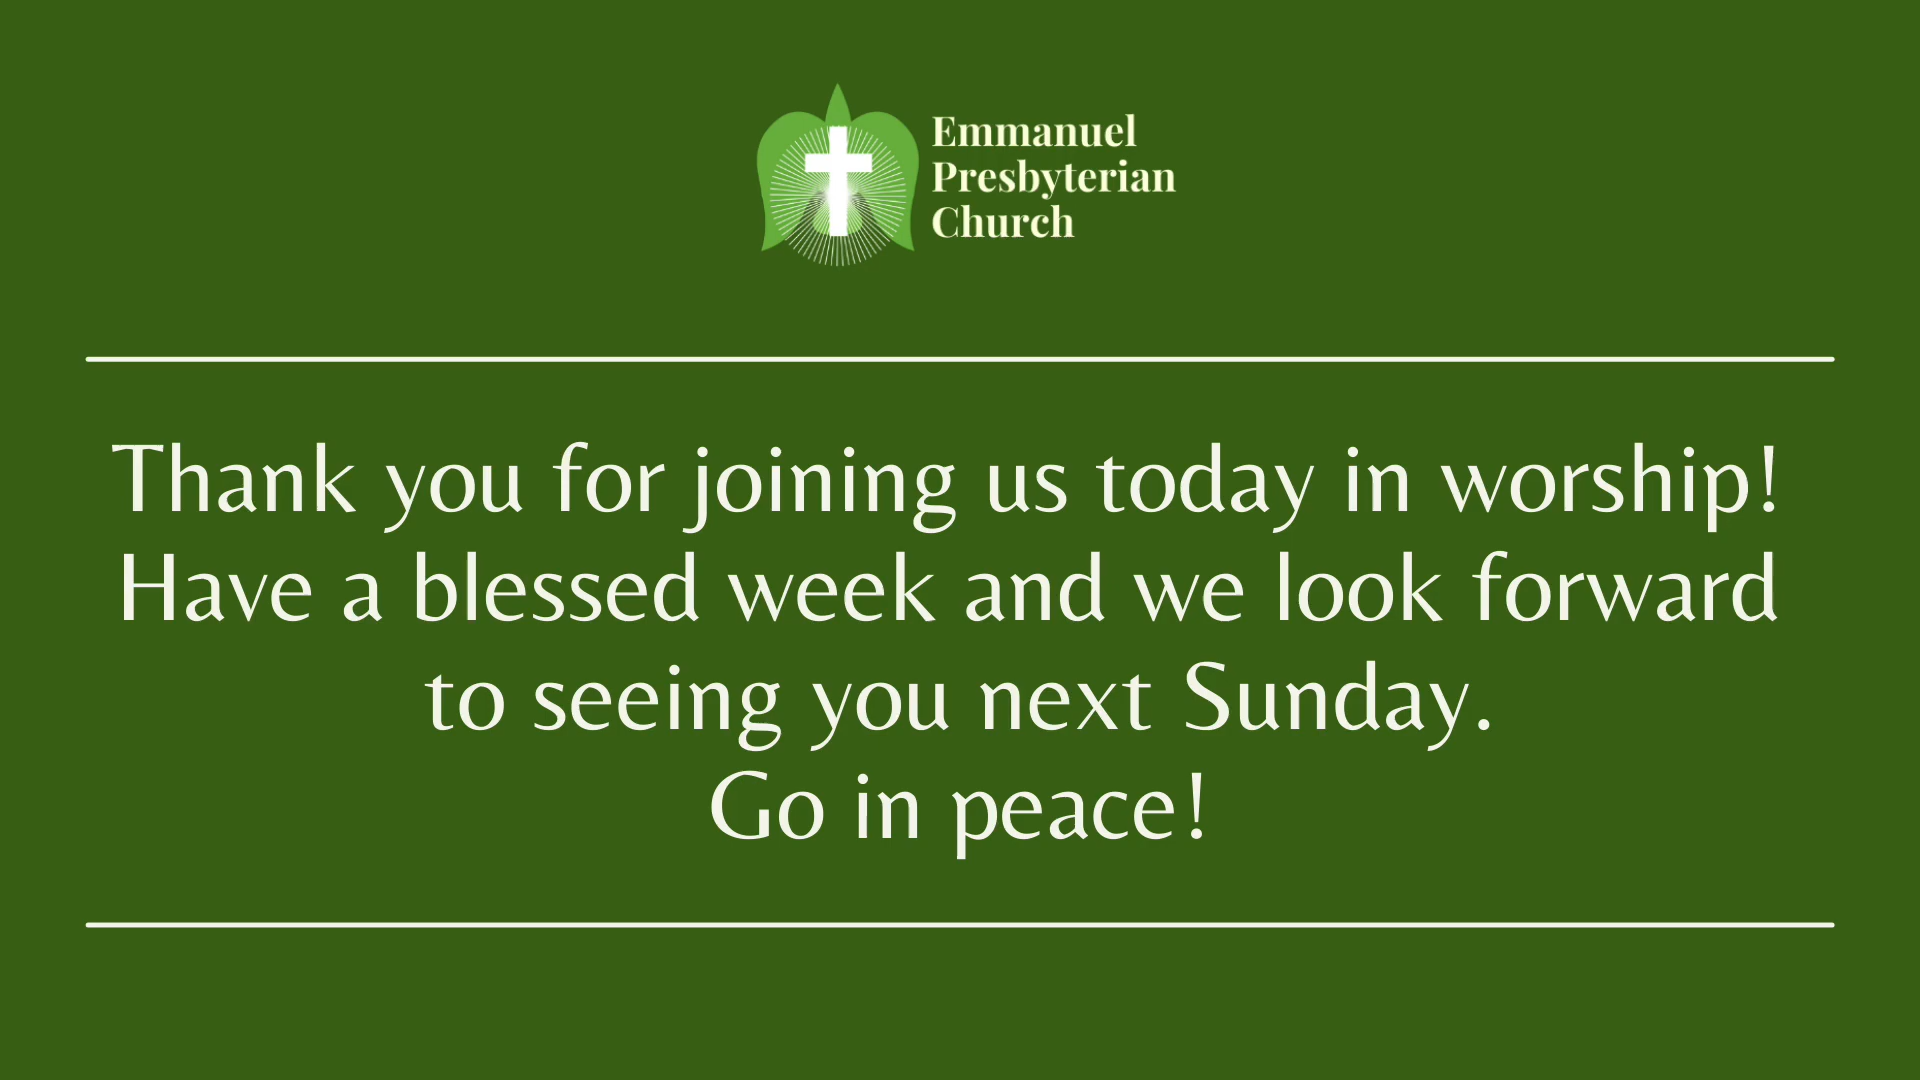 Emmanuel
Presbyterian
Church
Thank you for joining us today in worship!
Have a blessed week and we look forward
to seeing you next Sunday.
Go in peace!